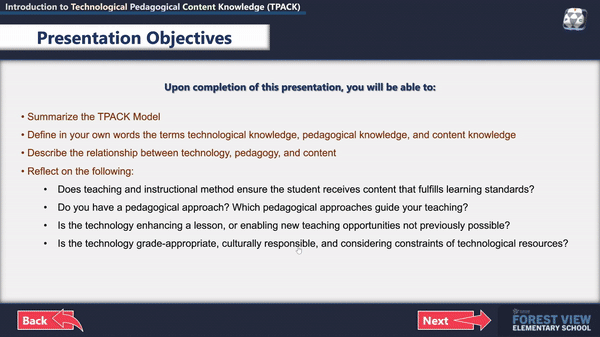 Introduction to Technological Pedagogical Content Knowledge (TPACK)
Presentation Objectives
Upon completion of this presentation, you will be able to:
• Summarize the TPACK Model
• Define in your own words the terms technological knowledge, pedagogical knowledge, and content knowledge
• Describe the relationship between technology, pedagogy, and content
• Reflect on the following:
• Does teaching and instructional method ensure the student receives content that fulfills learning standards?
• Do you have a pedagogical approach? Which pedagogical approaches guide your teaching?
• Is the technology enhancing a lesson, or enabling new teaching opportunities not previously possible?
• Is the technology grade-appropriate, culturally responsible, and considering constraints of technological resources?
Back
Next
FOREST VIEW
ELEMENTARY SCHOOL